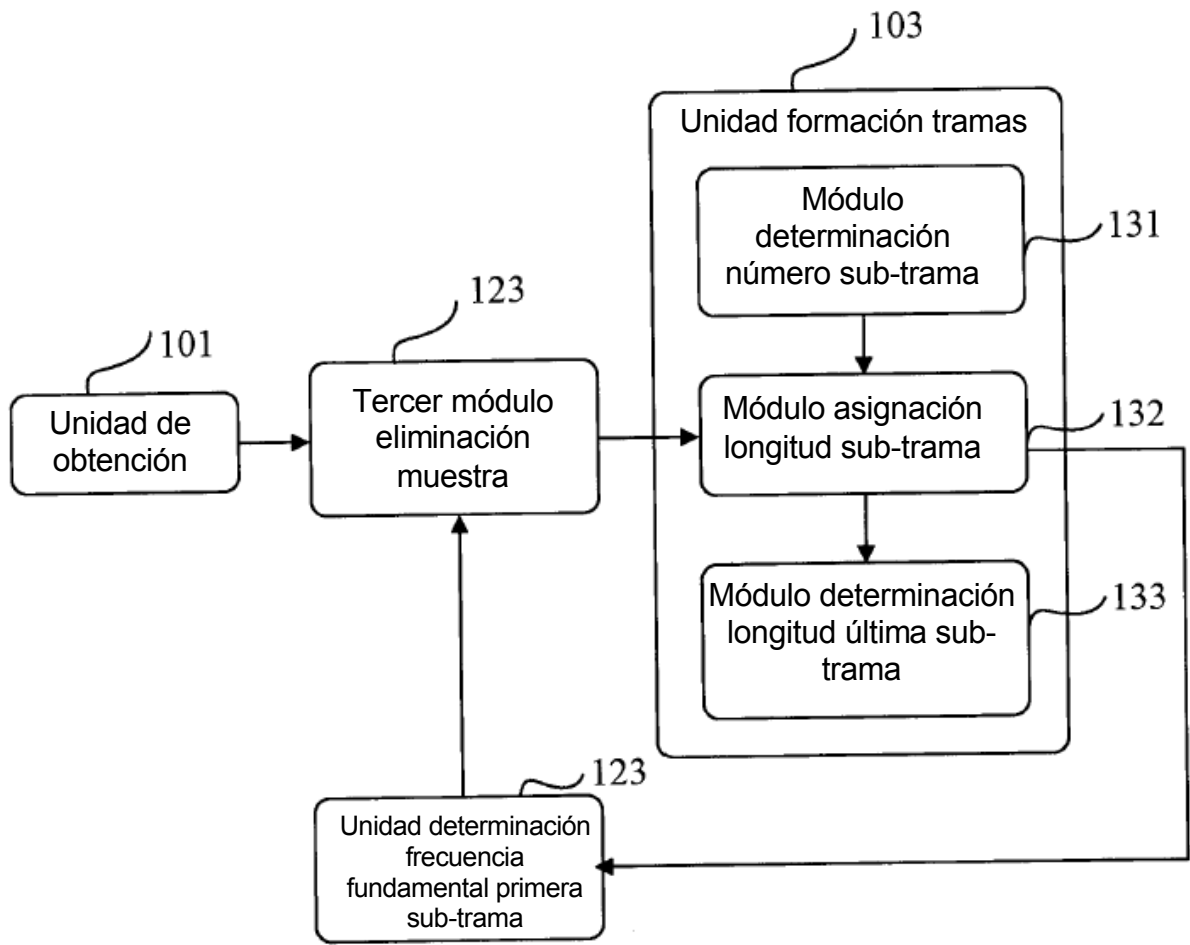 103
Unidad formación tramas
Módulo
determinación
número sub-trama
131
123
101
Tercer módulo
eliminación
muestra
Unidad de
obtención
Módulo asignación
longitud sub-trama
132
Módulo determinación
longitud última sub-
trama
133
123
Unidad determinación
frecuencia
fundamental primera
sub-trama